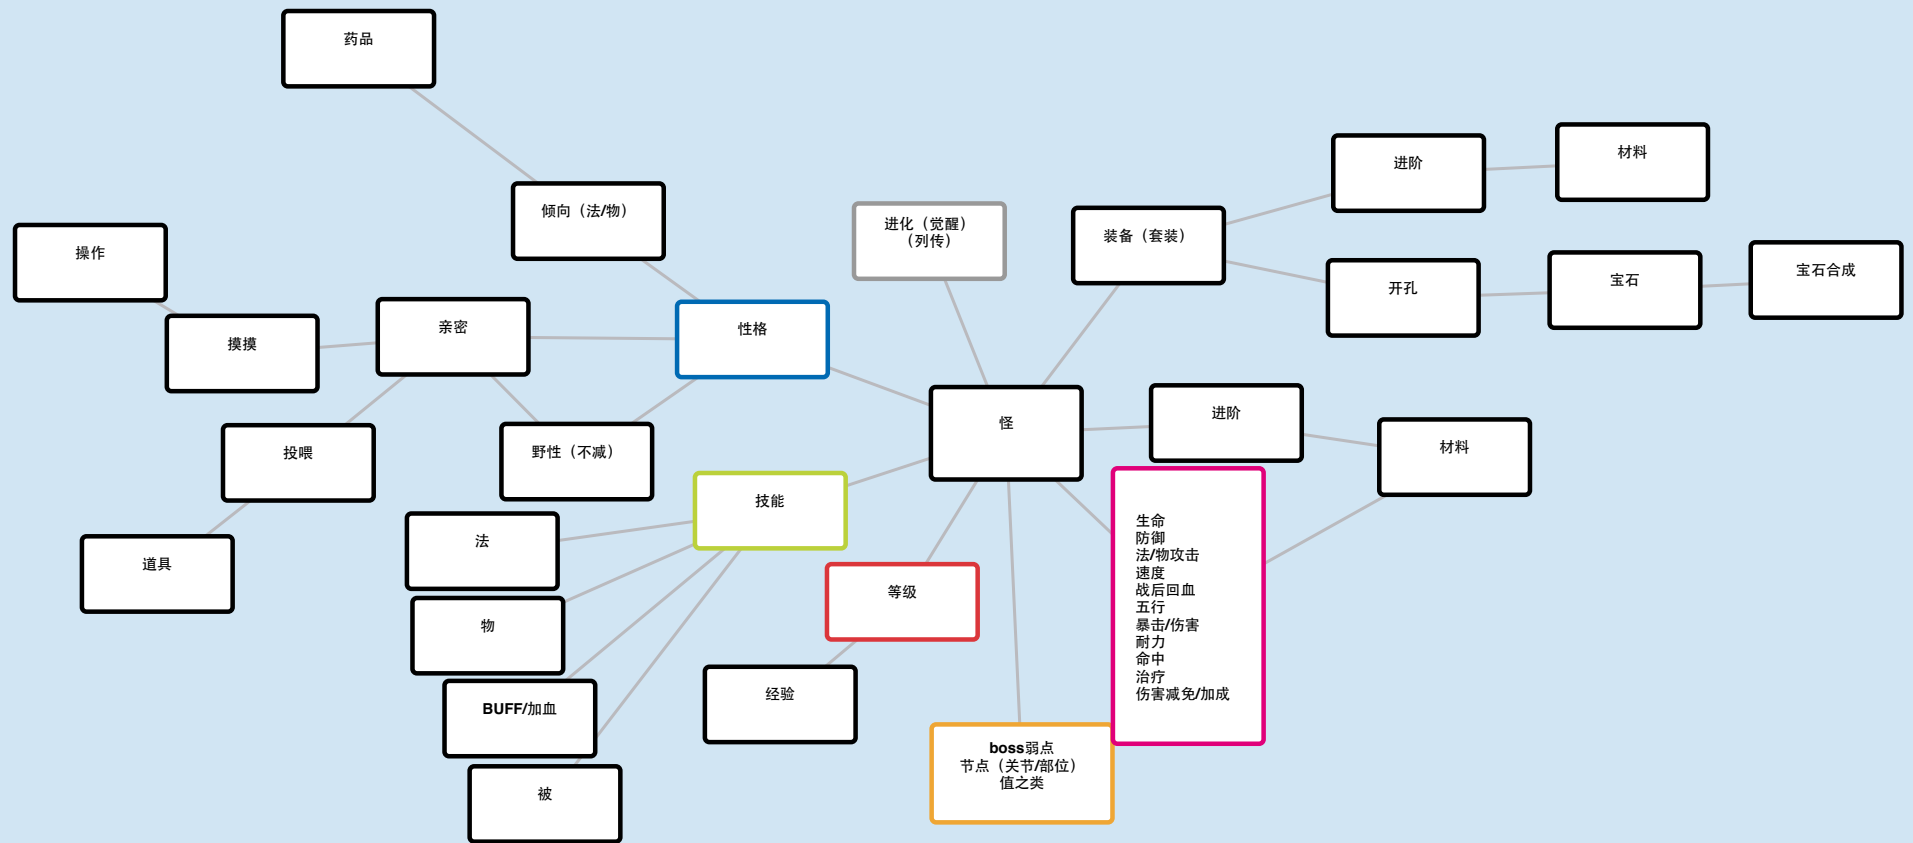 药品
材料
进阶
倾向（法/物）
进化（觉醒）
（列传）
装备（套装）
操作
宝石合成
宝石
开孔
亲密
性格
摸摸
进阶
怪
材料
投喂
野性（不减）
技能
生命
防御
法/物攻击
速度
战后回血
五行
暴击/伤害
耐力
命中
治疗
伤害减免/加成
法
道具
等级
物
经验
BUFF/加血
boss弱点
节点（关节/部位）
值之类
被